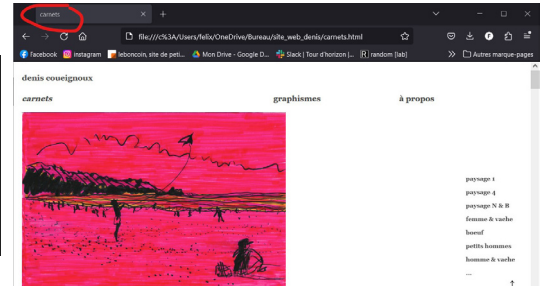 carnets
file:///c%3A/Users/felix/OneDrive/Bureau/site_web_denis/carnets.html
Facebook Instagram leboncoin, site de peti... Mon Drive - Google D... Slack | Tour d'horizon |... [R] random [lab] Autres marque-pages
denis coueignoux
carnets graphismes à propos
paysage 1
paysage 4
paysage N & B
femme & vache
boeuf
petits hommes
homme & vache
...
↑